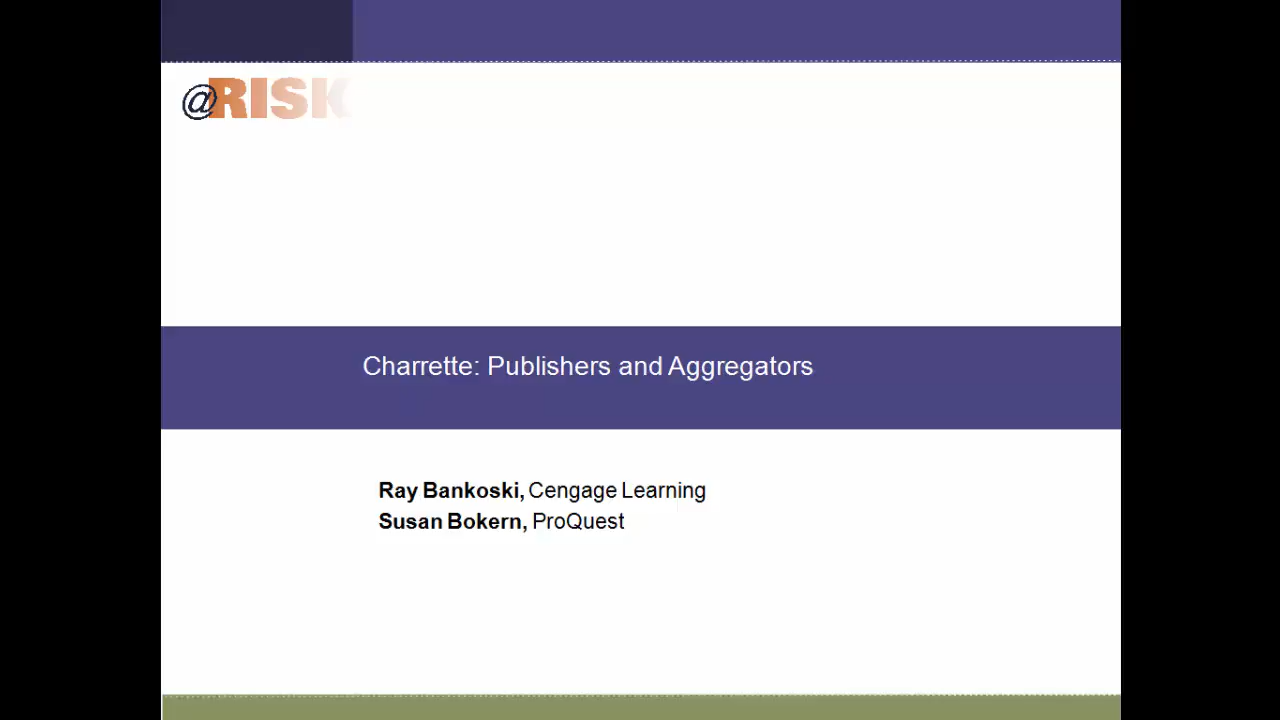 @RISK
Charrette: Publishers and Aggregators
Ray Bankoski, Cengage Learning
Susan Bokern, ProQuest